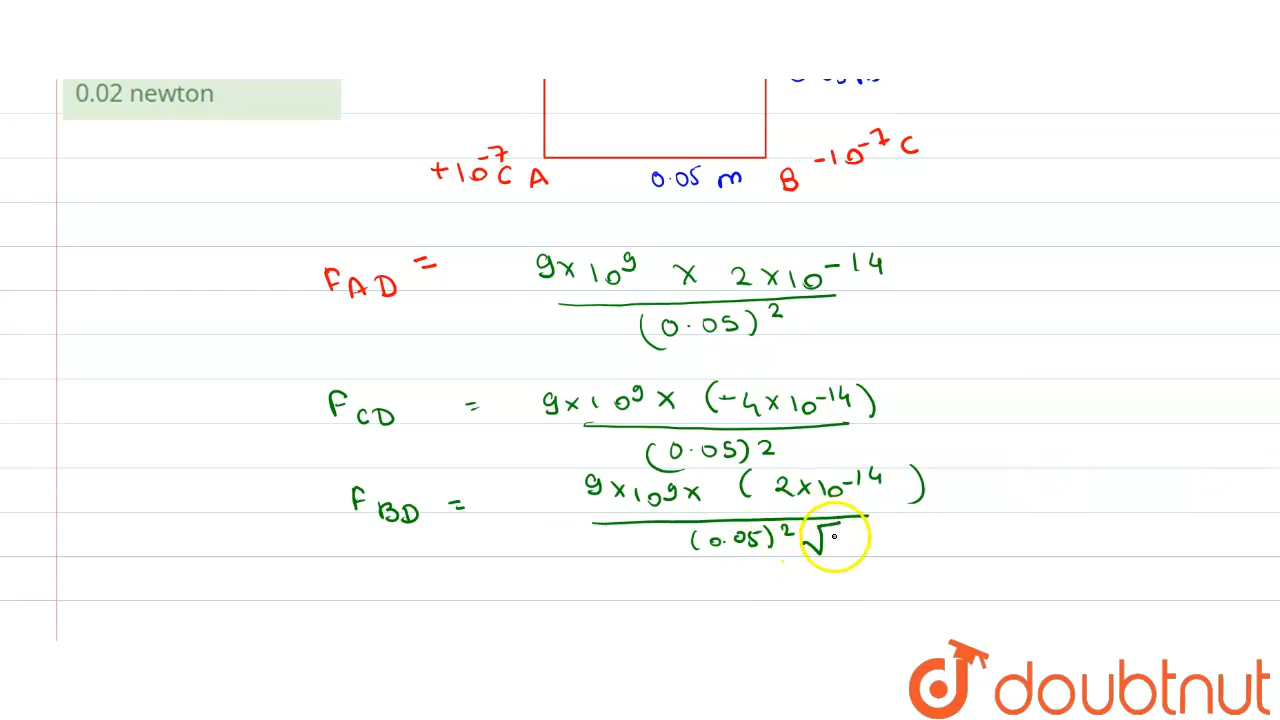 0.02 newton
+10⁻⁷C A
0.05 m
B -10⁻⁷ C
F_AD = 9×10⁹ × 2×10⁻¹⁴
(0.05)²
F_CD = 9×10⁹× (-4×10⁻¹⁴)
(0.05)2
F_BD = 9×10⁹× (2×10⁻¹⁴)
(0.05)²√
doubtnut